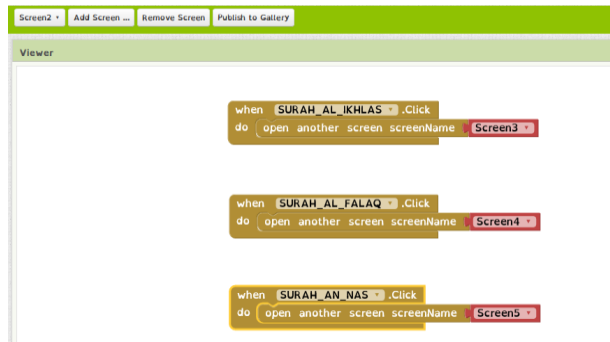 Screen2 Add Screen ... Remove Screen Publish to Gallery
Viewer
when SURAH_AL_IKHLAS .Click
do open another screen screenName Screen3
when SURAH_AL_FALAQ .Click
do open another screen screenName Screen4
when SURAH_AN_NAS .Click
do open another screen screenName Screen5